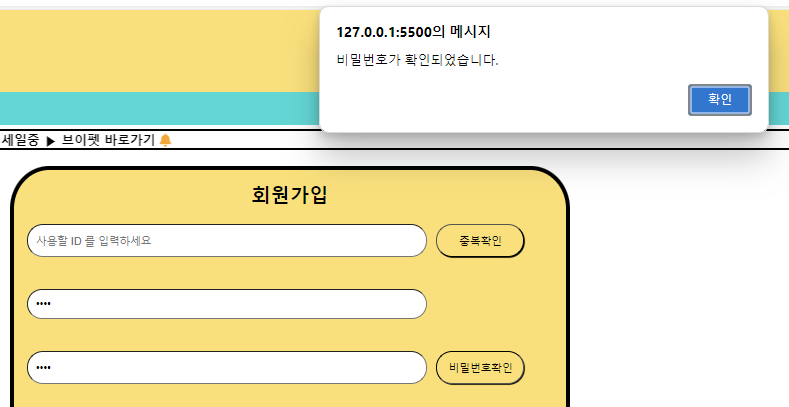 127.0.0.1:5500의 메시지
비밀번호가 확인되었습니다.
확인
세일중 ▶ 브이펫 바로가기 🔔
회원가입
사용할 ID 를 입력하세요
중복확인
••••
••••
비밀번호확인